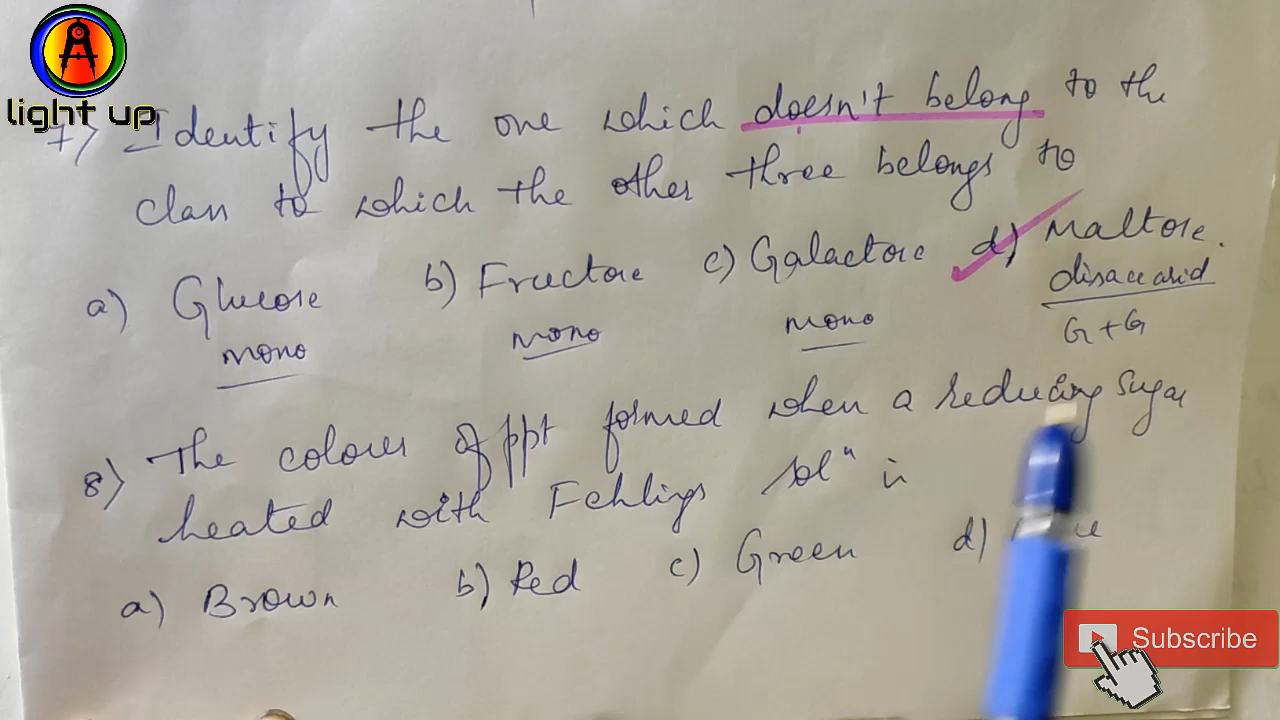 light up
7) Identify the one which doesn't belong to the
class to which the other three belongs to
a) Glucose b) Fructose c) Galactose d) Maltose.
mono mono mono disaccarid
G+G
8) The colour of ppt formed when a reducing sugar
heated with Fehlings solⁿ is
a) Brown b) Red c) Green d)
Subscribe